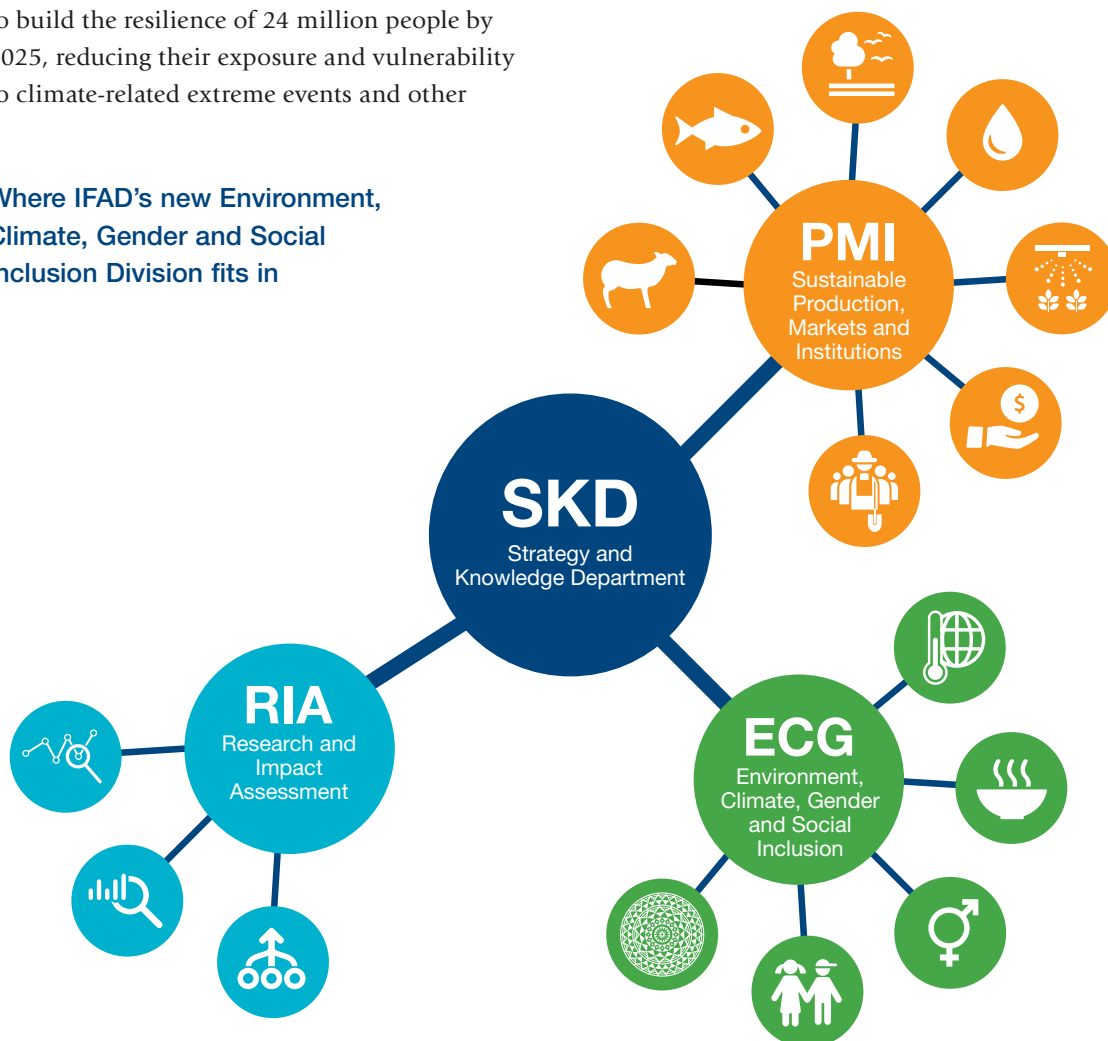 o build the resilience of 24 million people by
025, reducing their exposure and vulnerability
o climate-related extreme events and other
Where IFAD’s new Environment,
Climate, Gender and Social
nclusion Division fits in
PMI
Sustainable
Production,
Markets and
Institutions
$
SKD
Strategy and
Knowledge Department
RIA
Research and
Impact
Assessment
ECG
Environment,
Climate, Gender
and Social
Inclusion